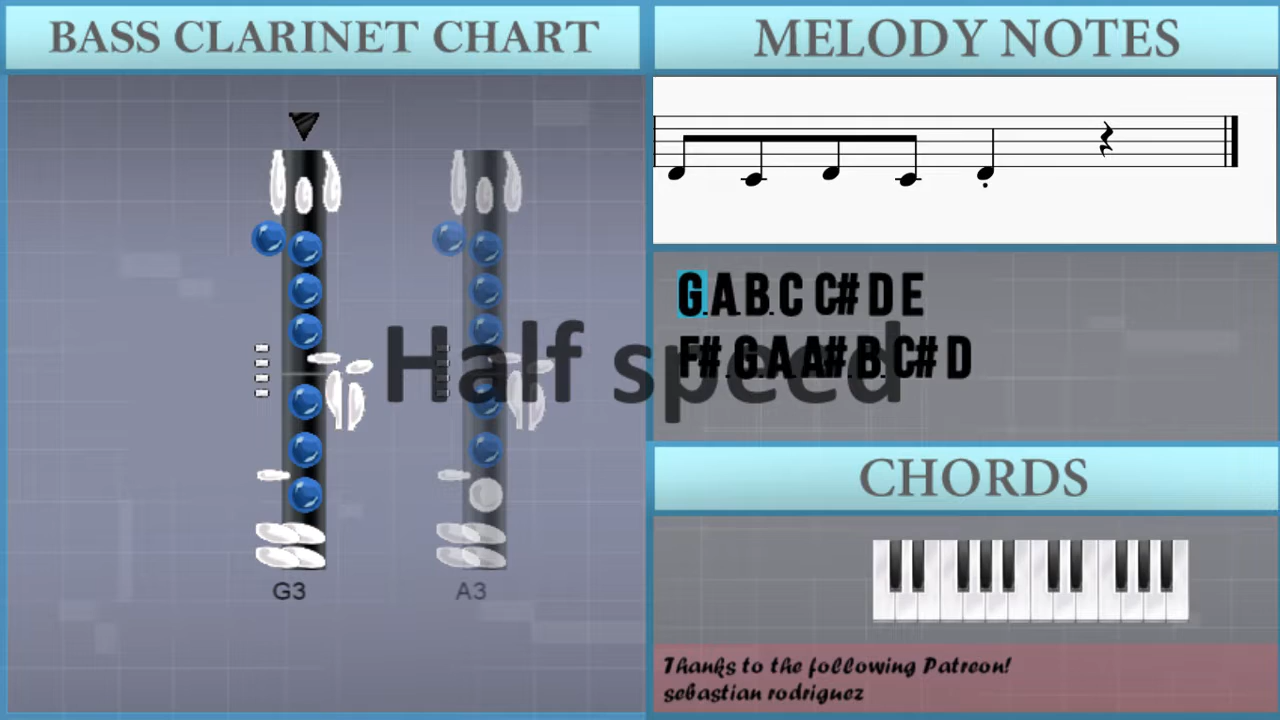 BASS CLARINET CHART
MELODY NOTES
G A B C C# D E
F# G A A# B C# D
Half speed
G3
A3
CHORDS
Thanks to the following Patreon!
sebastian rodriguez